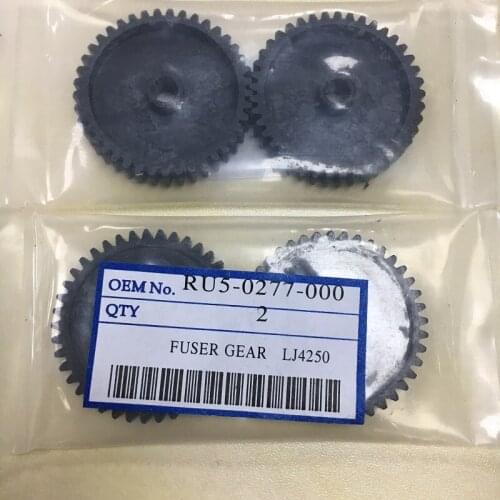 OEM No. RU5-0277-000
QTY 2
FUSER GEAR LJ4250